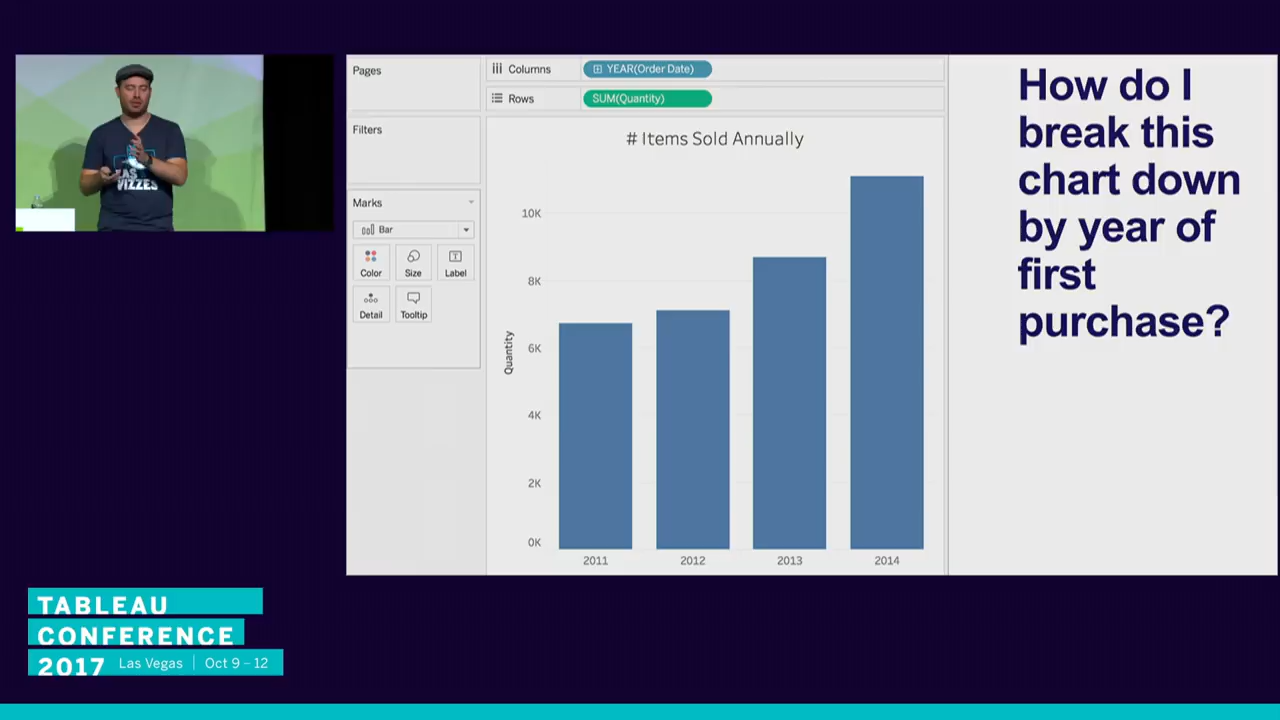 Pages
Columns
YEAR(Order Date)
Rows
SUM(Quantity)
Filters
Marks
Bar
Color
Size
Label
Detail
Tooltip
# Items Sold Annually
Quantity
10K
8K
6K
4K
2K
0K
2011
2012
2013
2014
How do I
break this
chart down
by year of
first
purchase?
VIZZES
TABLEAU
CONFERENCE
2017 Las Vegas | Oct 9 – 12